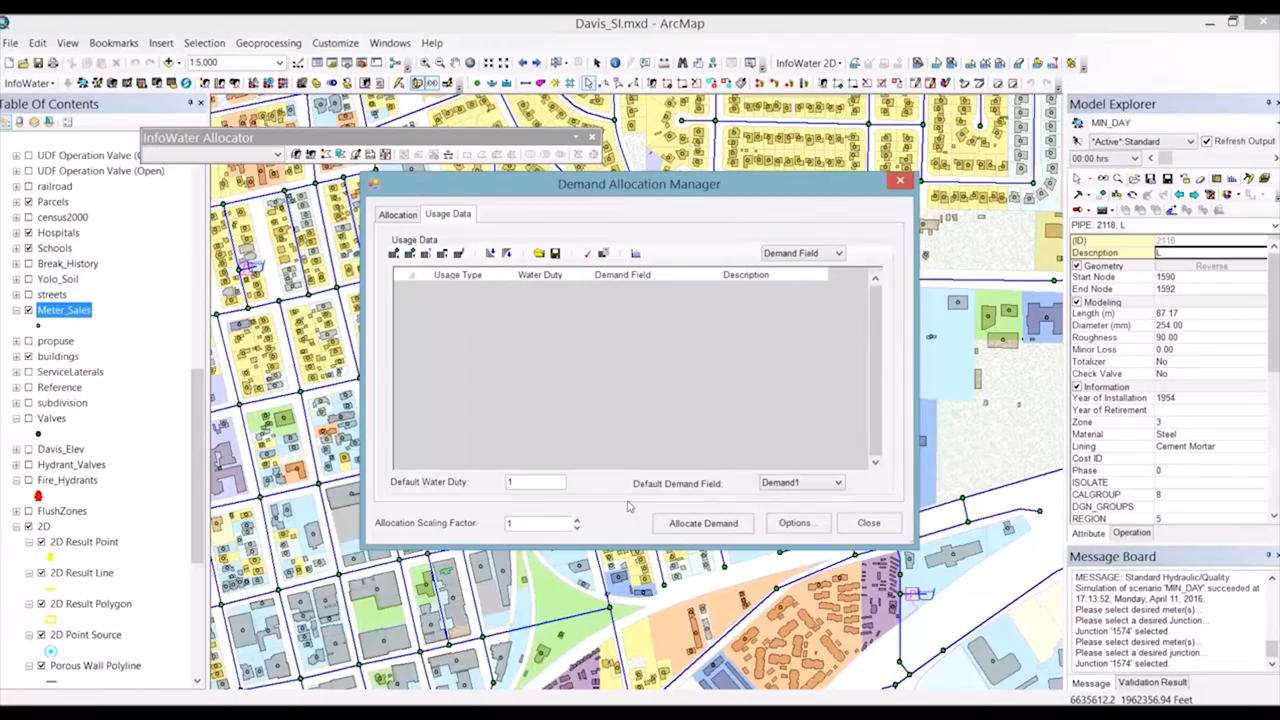 Davis_SI.mxd - ArcMap
File Edit View Bookmarks Insert Selection Geoprocessing Customize Windows Help
1:5,000
InfoWater 2D
InfoWater
Table Of Contents
UDF Operation Valve (
UDF Operation Valve (Open)
railroad
Parcels
census2000
Hospitals
Schools
Break_History
Yolo_Soil
streets
Meter_Sales
propuse
buildings
ServiceLaterals
Reference
subdivision
Valves
Davis_Elev
Hydrant_Valves
Fire_Hydrants
FlushZones
2D
2D Result Point
2D Result Line
2D Result Polygon
2D Point Source
Porous Wall Polyline
InfoWater Allocator
Demand Allocation Manager
Allocation Usage Data
Usage Data
Demand Field
Usage Type Water Duty Demand Field Description
Default Water Duty: 1 Default Demand Field: Demand1
Allocation Scaling Factor: 1 Allocate Demand Options Close
Model Explorer
MIN_DAY
*Active*:Standard Refresh Output
00:00 hrs
PIPE: 2118, L
(ID) 2118
Description L
Geometry Reverse
Start Node 1590
End Node 1592
Modeling
Length (m) 87.17
Diameter (mm) 254.00
Roughness 90.00
Minor Loss 0.00
Totalizer No
Check Valve No
Information
Year of Installation 1954
Year of Retirement
Zone 3
Material Steel
Lining Cement Mortar
Cost ID
Phase 0
ISOLATE
CALGROUP 8
DGN_GROUPS
REGION 5
Attribute Operation
Message Board
MESSAGE: Standard Hydraulic/Quality
Simulation of scenario 'MIN_DAY' succeeded at
17:13:52, Monday, April 11, 2016.
Please select desired meter(s)...
Please select a desired Junction...
Junction '1574' selected.
Please select desired meter(s)...
Please select a desired junction...
Junction '1574' selected.
Message Validation Result
6635612.2 1962356.94 Feet